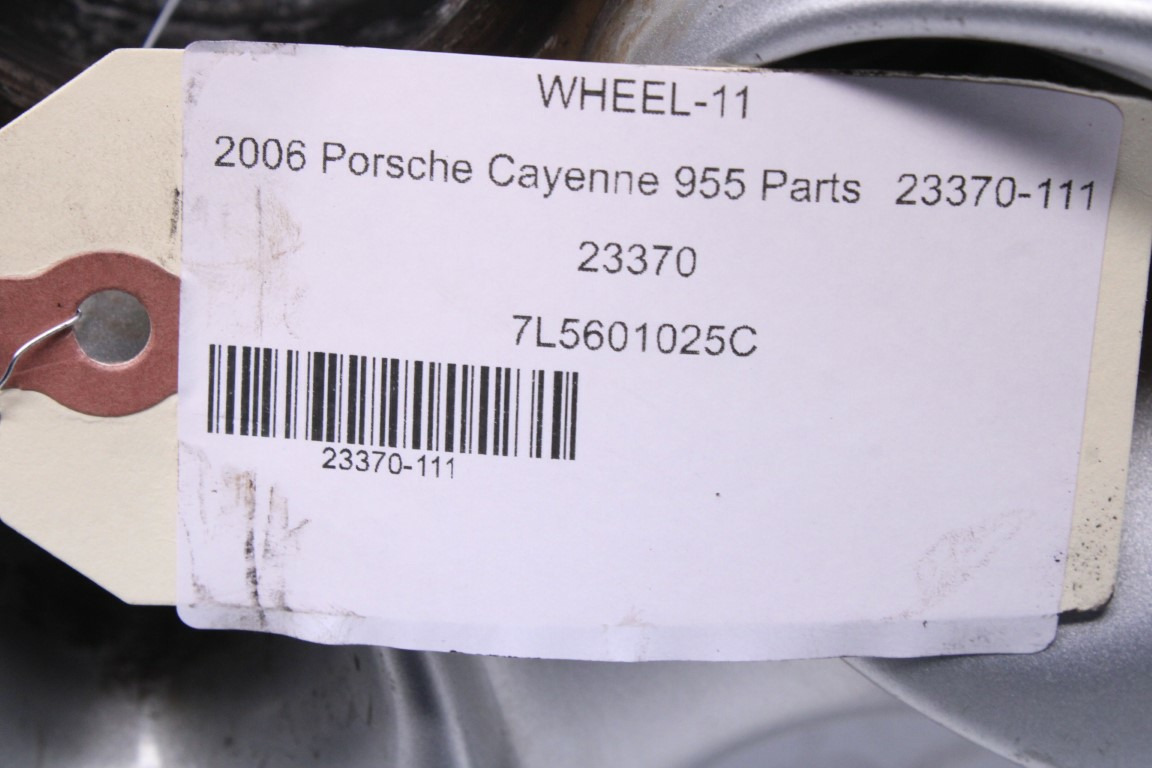 WHEEL-11
2006 Porsche Cayenne 955 Parts 23370-111
23370
7L5601025C
23370-111